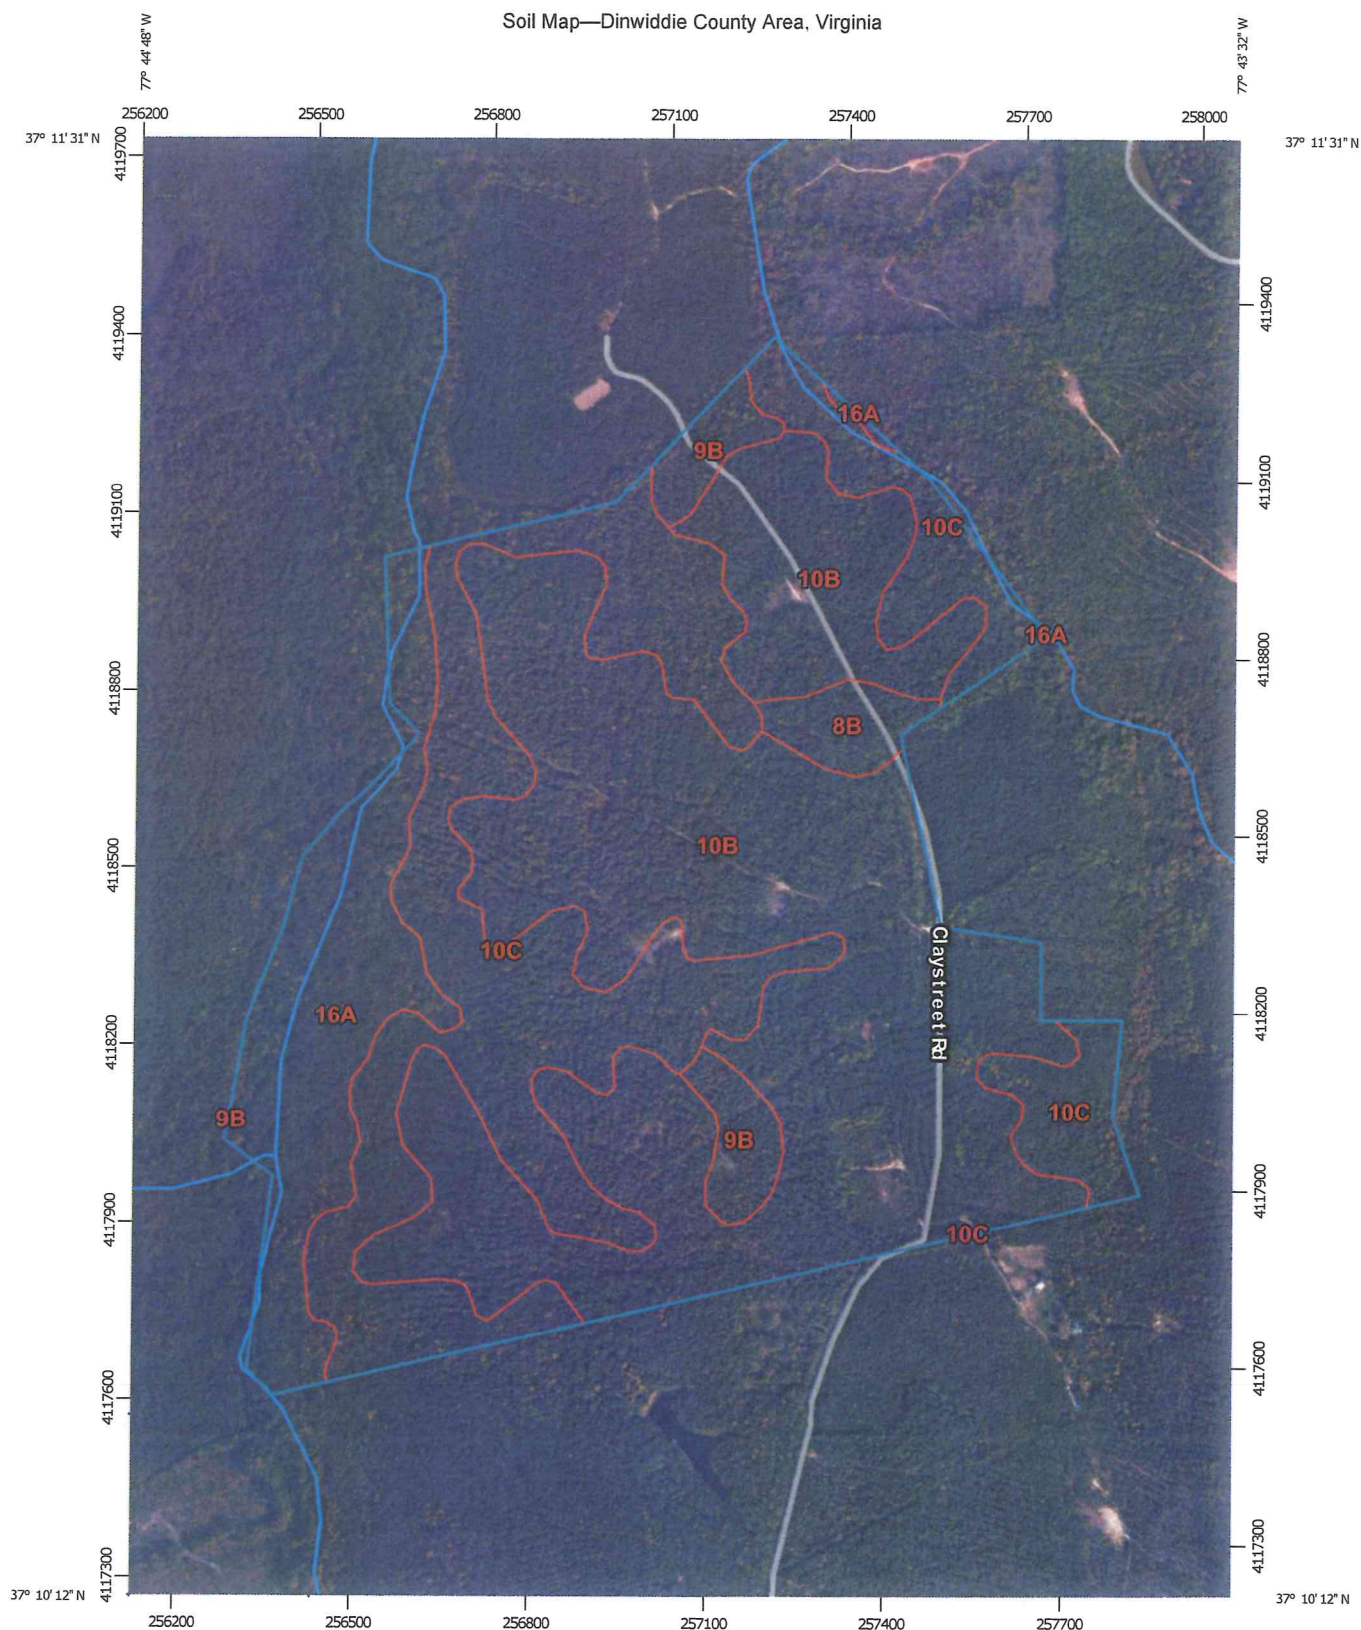 Soil Map—Dinwiddie County Area, Virginia
77° 44' 48" W
77° 43' 32" W
256200
256500
256800
257100
257400
257700
258000
37° 11' 31" N
37° 11' 31" N
4119700
4119400
4119400
16A
9B
4119100
4119100
10C
10B
16A
4118800
4118800
8B
10B
4118500
4118500
Claystreet Rd
10C
16A
4118200
4118200
9B
10C
9B
4117900
4117900
10C
4117600
4117600
4117300
4117300
37° 10' 12" N
37° 10' 12" N
256200
256500
256800
257100
257400
257700